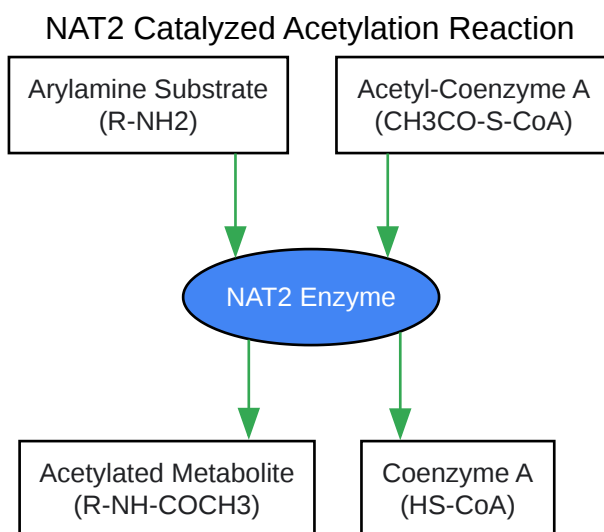 NAT2 Catalyzed Acetylation Reaction
Arylamine Substrate
(R-NH2)
Acetyl-Coenzyme A
(CH3CO-S-CoA)
NAT2 Enzyme
Acetylated Metabolite
(R-NH-COCH3)
Coenzyme A
(HS-CoA)